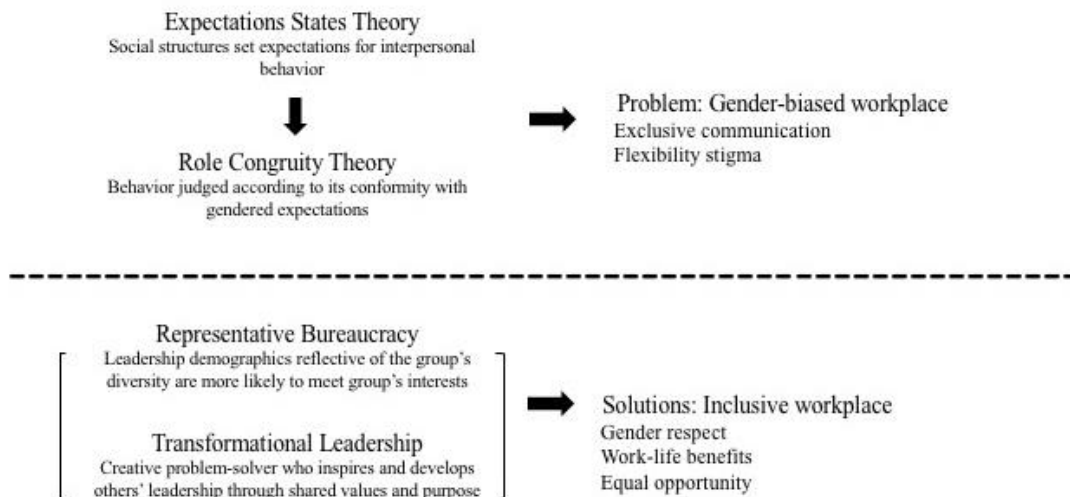 Expectations States Theory
Social structures set expectations for interpersonal
behavior
Role Congruity Theory
Behavior judged according to its conformity with
gendered expectations
Problem: Gender-biased workplace
Exclusive communication
Flexibility stigma
Representative Bureaucracy
Leadership demographics reflective of the group's
diversity are more likely to meet group's interests
Transformational Leadership
Creative problem-solver who inspires and develops
others' leadership through shared values and purpose
Solutions: Inclusive workplace
Gender respect
Work-life benefits
Equal opportunity